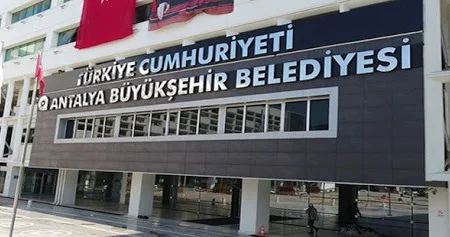 TÜRKİYE CUMHURİYETİ
ANTALYA BÜYÜKŞEHİR BELEDİYESİ